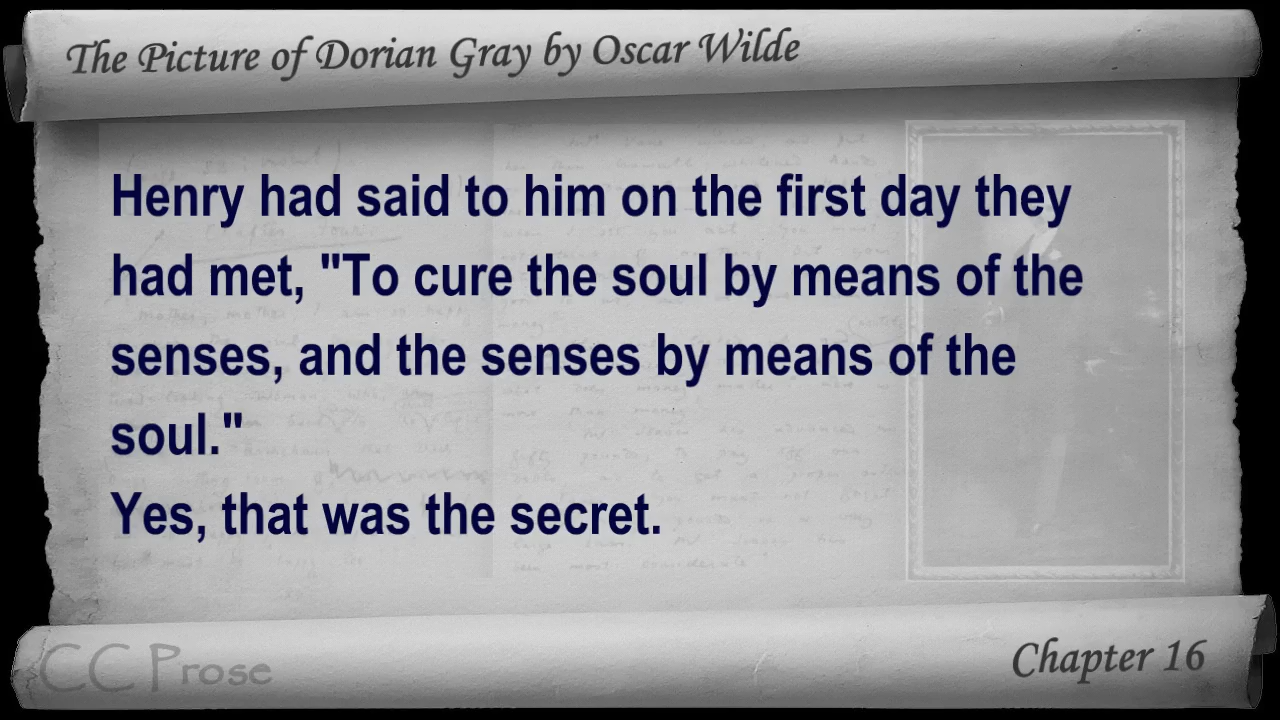 The Picture of Dorian Gray by Oscar Wilde
Henry had said to him on the first day they
had met, "To cure the soul by means of the
senses, and the senses by means of the
soul."
Yes, that was the secret.
CC Prose
Chapter 16